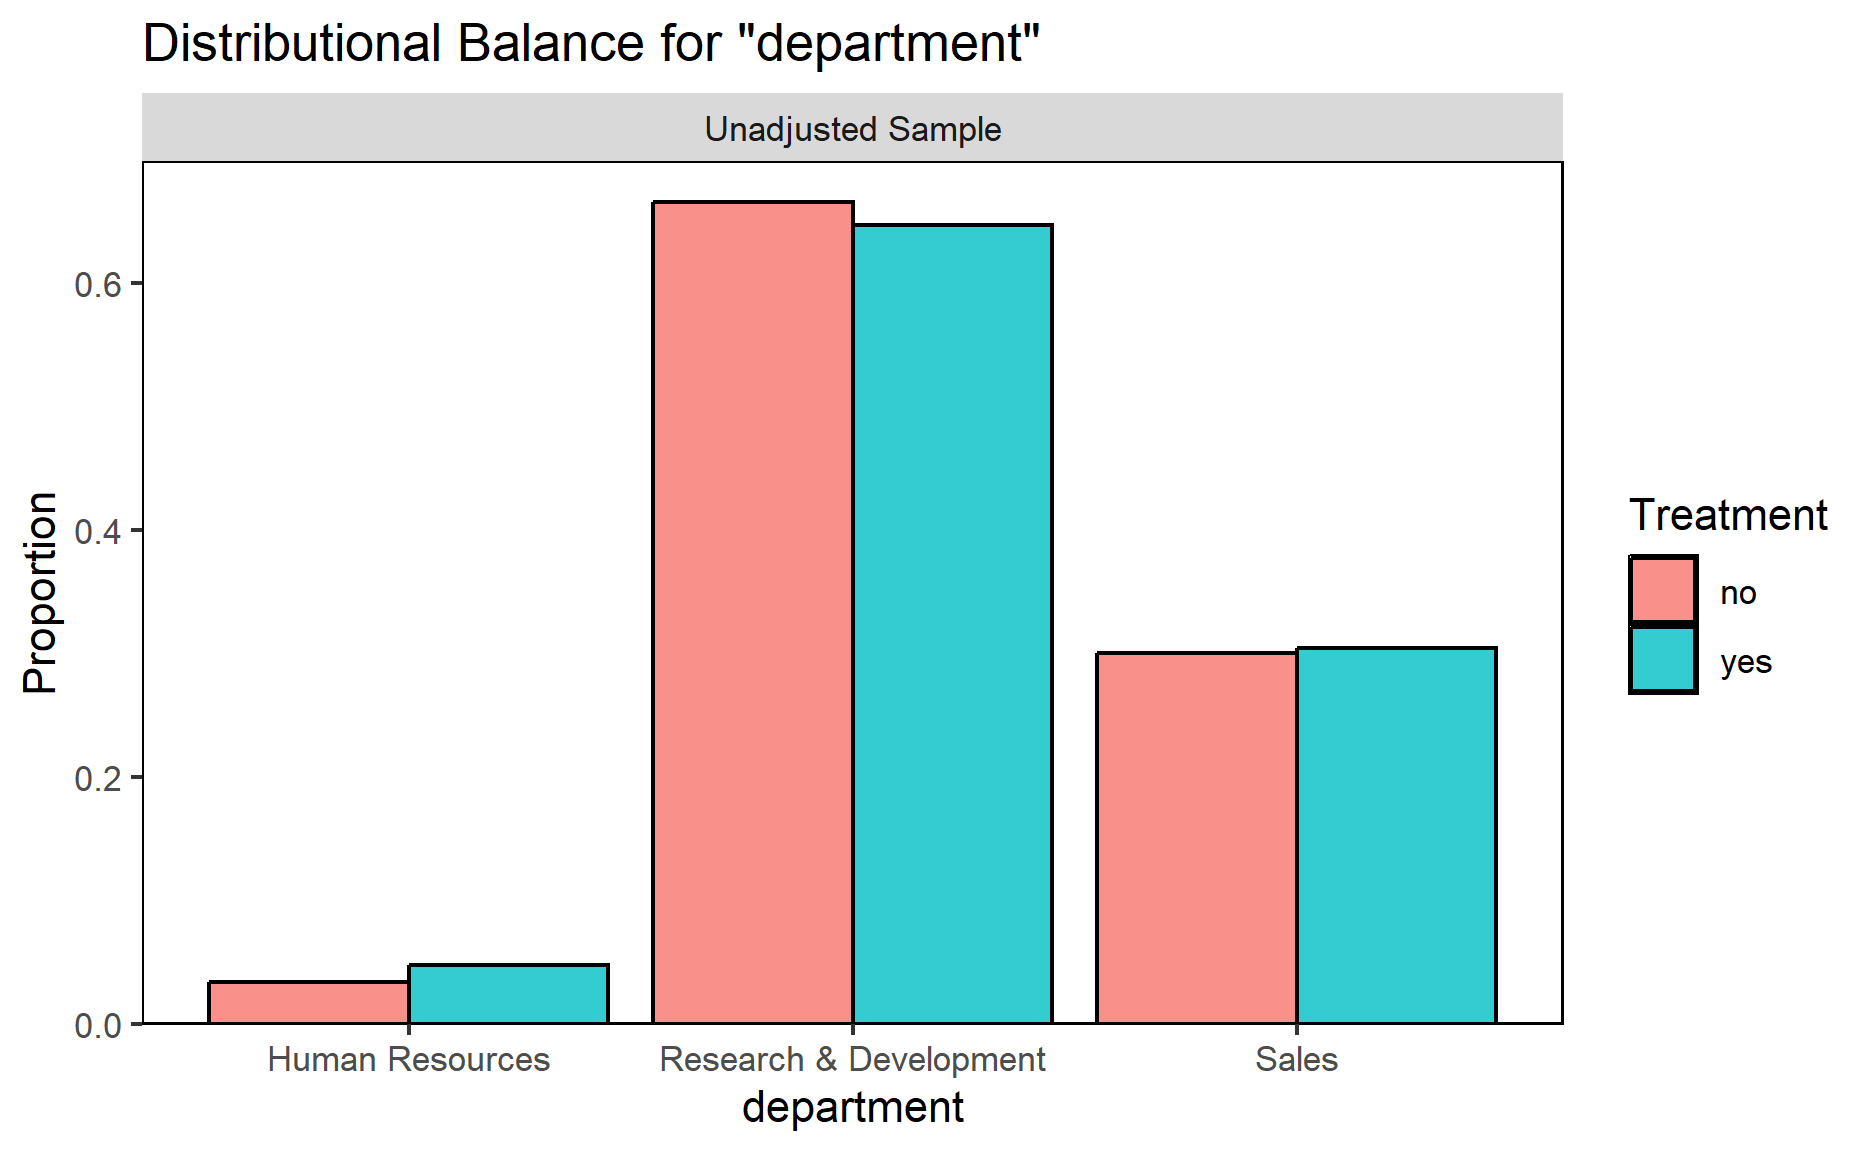 Distributional Balance for "department"
Unadjusted Sample
Proportion
0.6
0.4
0.2
0.0
Human Resources
Research & Development
Sales
department
Treatment
no
yes